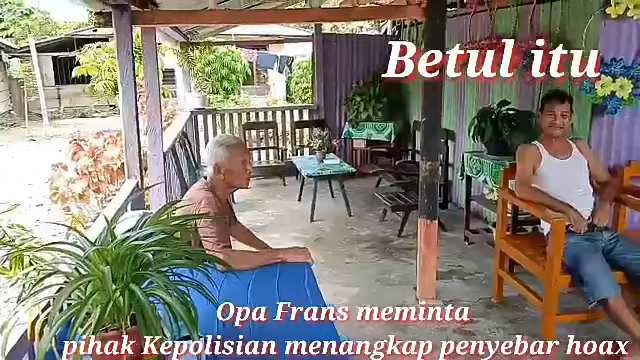 Betul itu
Opa Frans meminta
pihak Kepolisian menangkap penyebar hoax